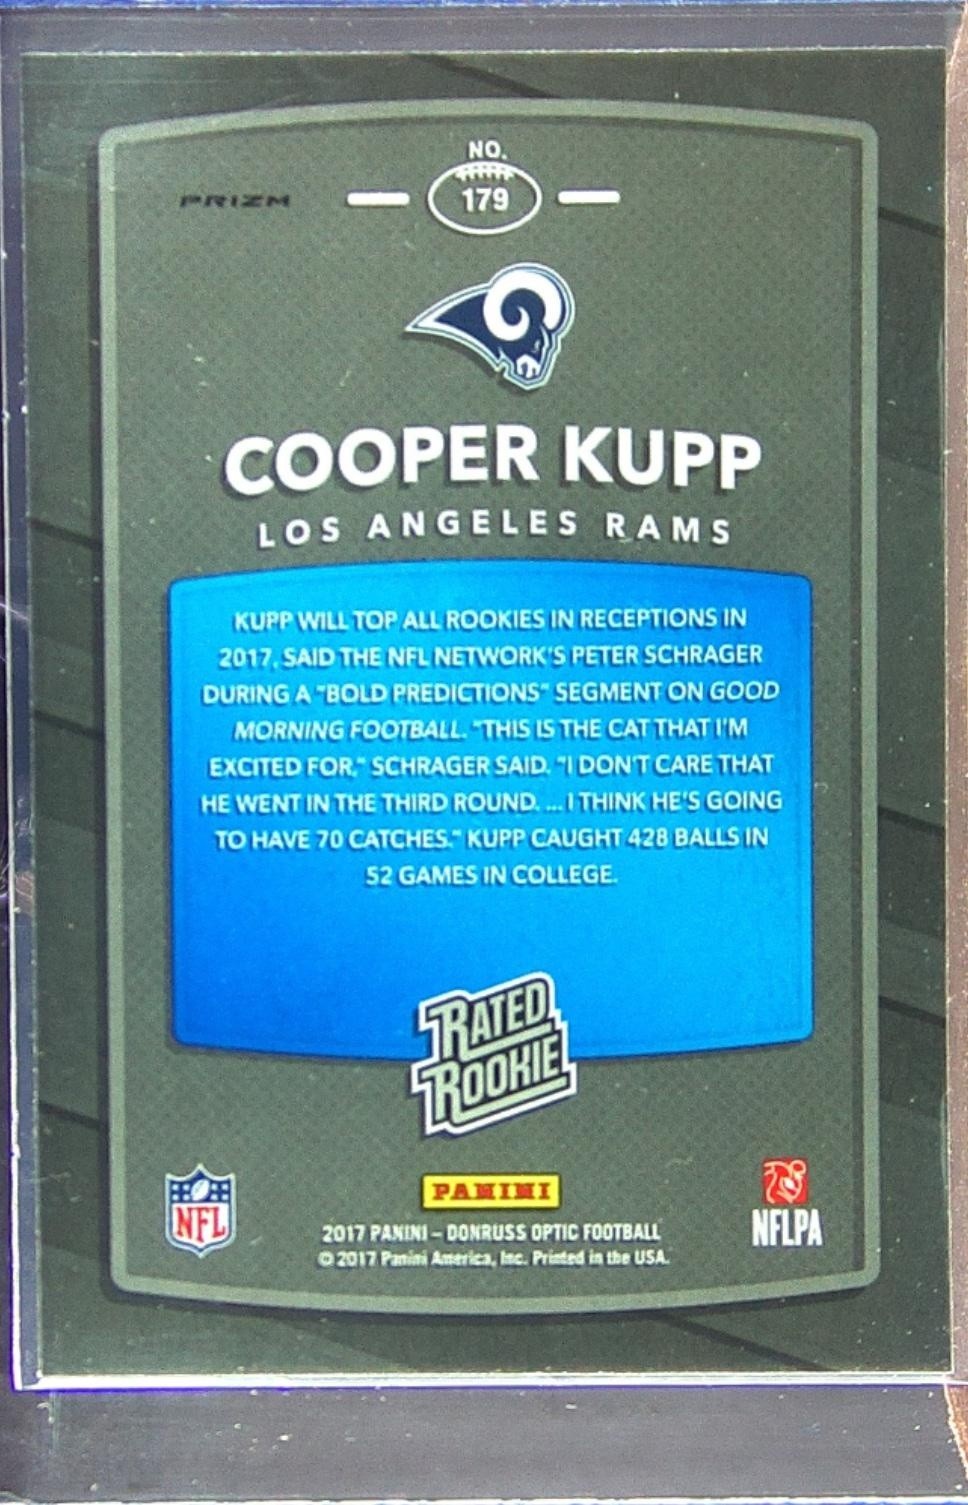 NO.
PRIZM
179
COOPER KUPP
LOS ANGELES RAMS
KUPP WILL TOP ALL ROOKIES IN RECEPTIONS IN
2017, SAID THE NFL NETWORK'S PETER SCHRAGER
DURING A "BOLD PREDICTIONS" SEGMENT ON GOOD
MORNING FOOTBALL. "THIS IS THE CAT THAT I'M
EXCITED FOR," SCHRAGER SAID. "I DON'T CARE THAT
HE WENT IN THE THIRD ROUND. ... I THINK HE'S GOING
TO HAVE 70 CATCHES." KUPP CAUGHT 428 BALLS IN
52 GAMES IN COLLEGE.
RATED
ROOKIE
NFL
PANINI
NFLPA
2017 PANINI – DONRUSS OPTIC FOOTBALL
© 2017 Panini America, Inc. Printed in the USA.